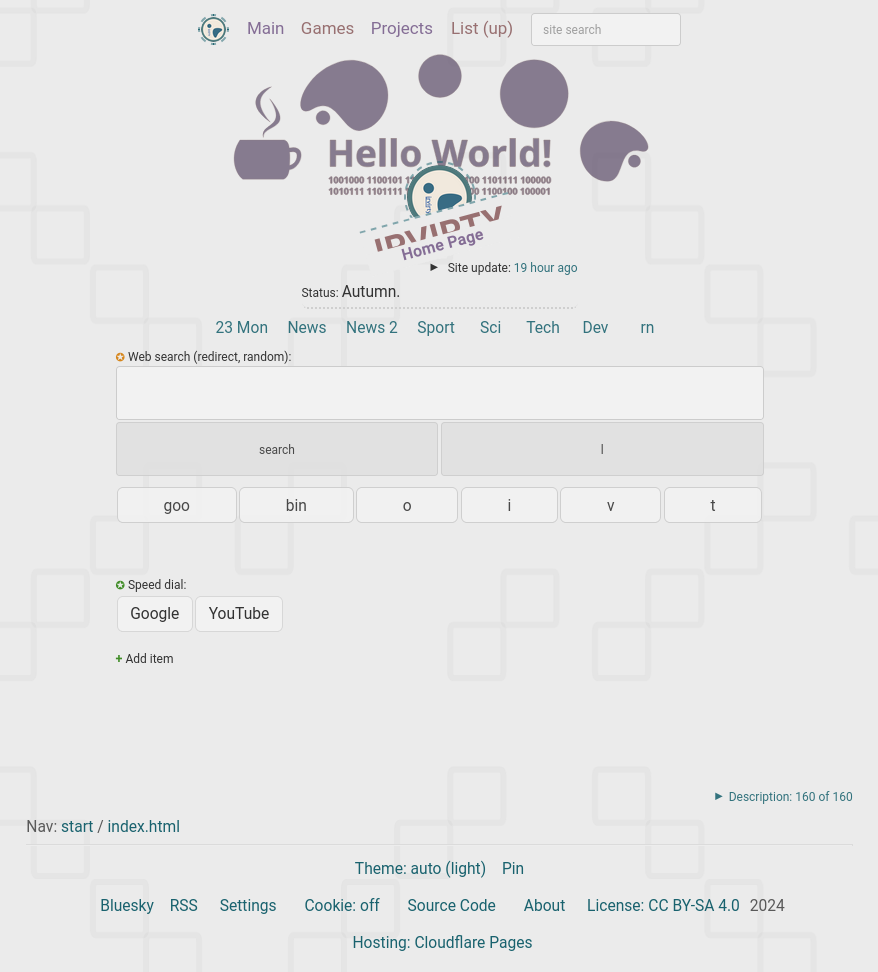 Main Games Projects List (up) site search
Hello World!
1001000 1100101 1101111 100000
1010111 1101111 1100100 100001
Home Page
► Site update: 19 hour ago
Status: Autumn.
23 Mon News News 2 Sport Sci Tech Dev rn
Web search (redirect, random):
search I
goo bin o i v t
Speed dial:
Google YouTube
+ Add item
► Description: 160 of 160
Nav: start / index.html
Theme: auto (light) Pin
Bluesky RSS Settings Cookie: off Source Code About License: CC BY-SA 4.0 2024
Hosting: Cloudflare Pages